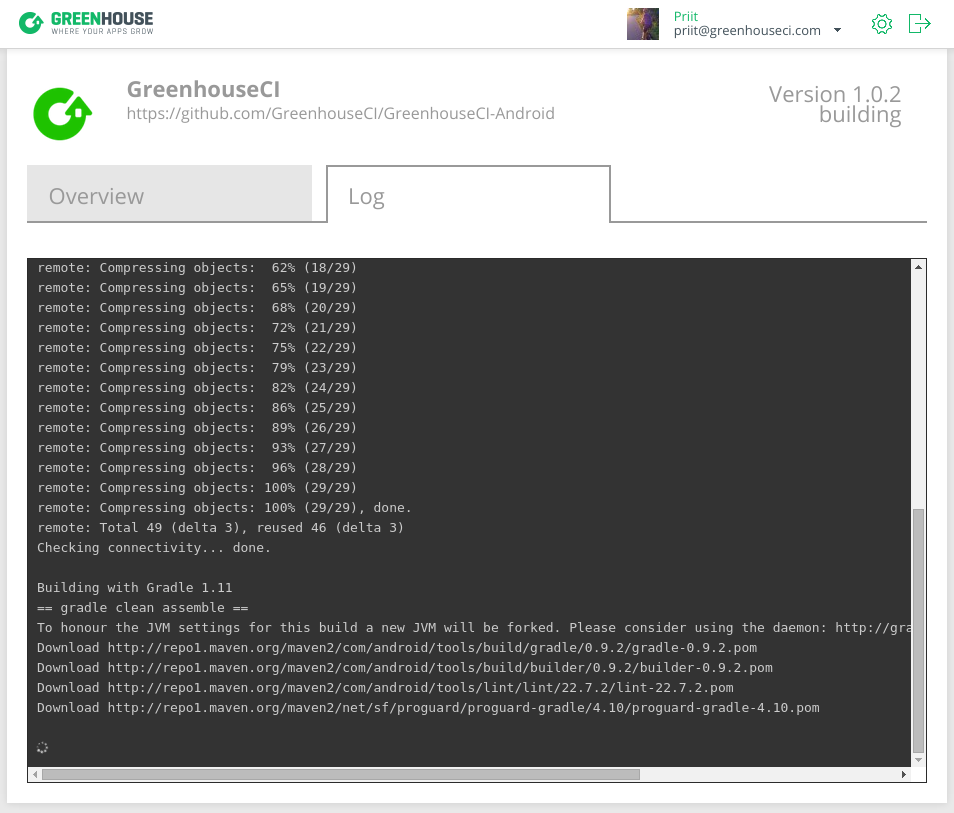 GREENHOUSE
WHERE YOUR APPS GROW
Priit
priit@greenhouseci.com
GreenhouseCI
https://github.com/GreenhouseCI/GreenhouseCI-Android
Version 1.0.2
building
Overview
Log
remote: Compressing objects:  62% (18/29)
remote: Compressing objects:  65% (19/29)
remote: Compressing objects:  68% (20/29)
remote: Compressing objects:  72% (21/29)
remote: Compressing objects:  75% (22/29)
remote: Compressing objects:  79% (23/29)
remote: Compressing objects:  82% (24/29)
remote: Compressing objects:  86% (25/29)
remote: Compressing objects:  89% (26/29)
remote: Compressing objects:  93% (27/29)
remote: Compressing objects:  96% (28/29)
remote: Compressing objects: 100% (29/29)
remote: Compressing objects: 100% (29/29), done.
remote: Total 49 (delta 3), reused 46 (delta 3)
Checking connectivity... done.
Building with Gradle 1.11
== gradle clean assemble ==
To honour the JVM settings for this build a new JVM will be forked. Please consider using the daemon: http://gra
Download http://repo1.maven.org/maven2/com/android/tools/build/gradle/0.9.2/gradle-0.9.2.pom
Download http://repo1.maven.org/maven2/com/android/tools/build/builder/0.9.2/builder-0.9.2.pom
Download http://repo1.maven.org/maven2/com/android/tools/lint/lint/22.7.2/lint-22.7.2.pom
Download http://repo1.maven.org/maven2/net/sf/proguard/proguard-gradle/4.10/proguard-gradle-4.10.pom